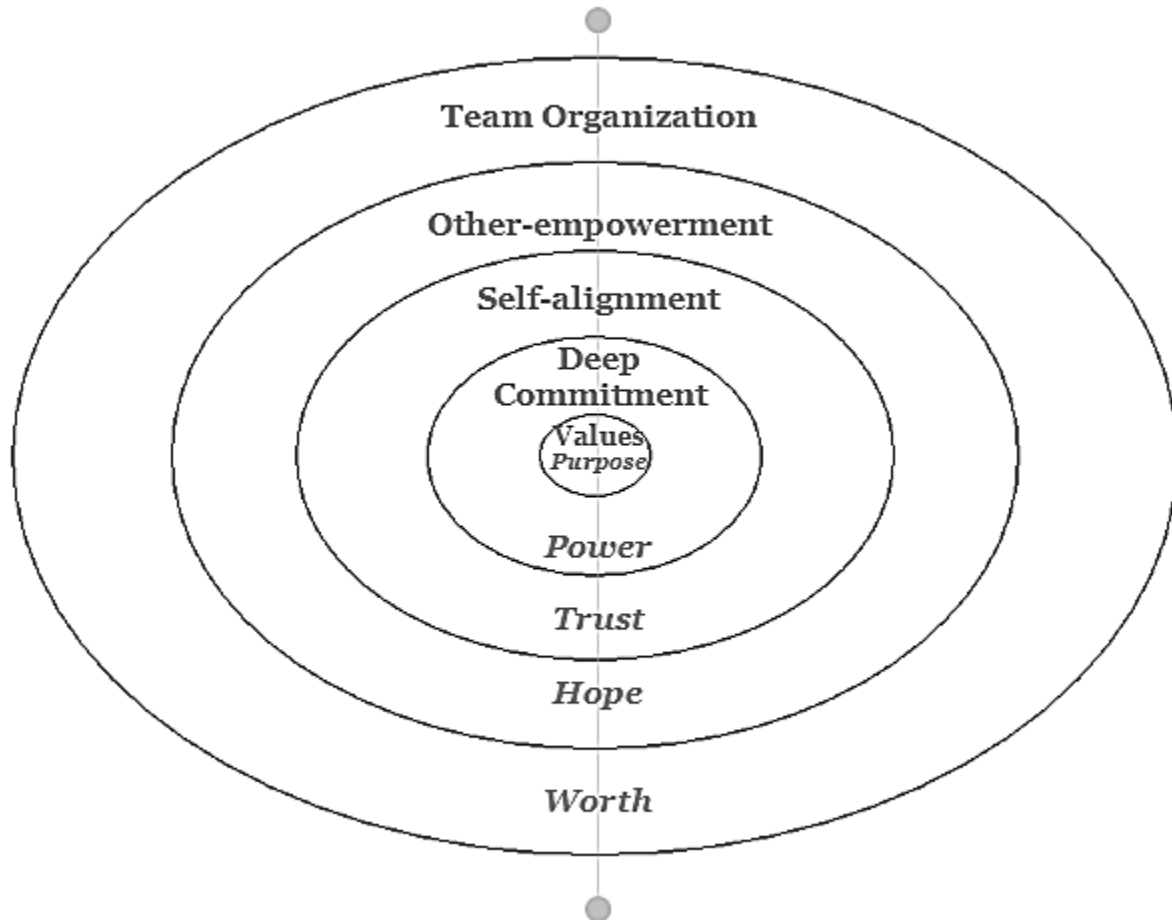 Team Organization
Other-empowerment
Self-alignment
Deep
Commitment
Values
Purpose
Power
Trust
Hope
Worth